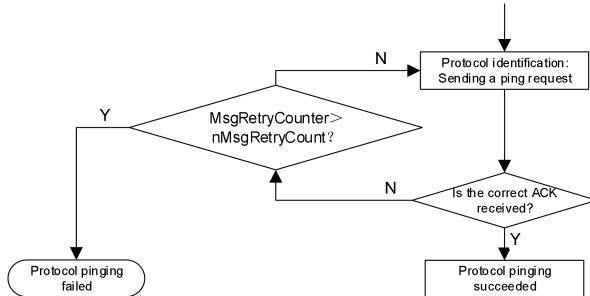 N
Protocol identification:
Sending a ping request
Y
MsgRetryCounter＞
nMsgRetryCount?
N
Is the correct ACK
received?
Y
Protocol pinging
failed
Protocol pinging
succeeded